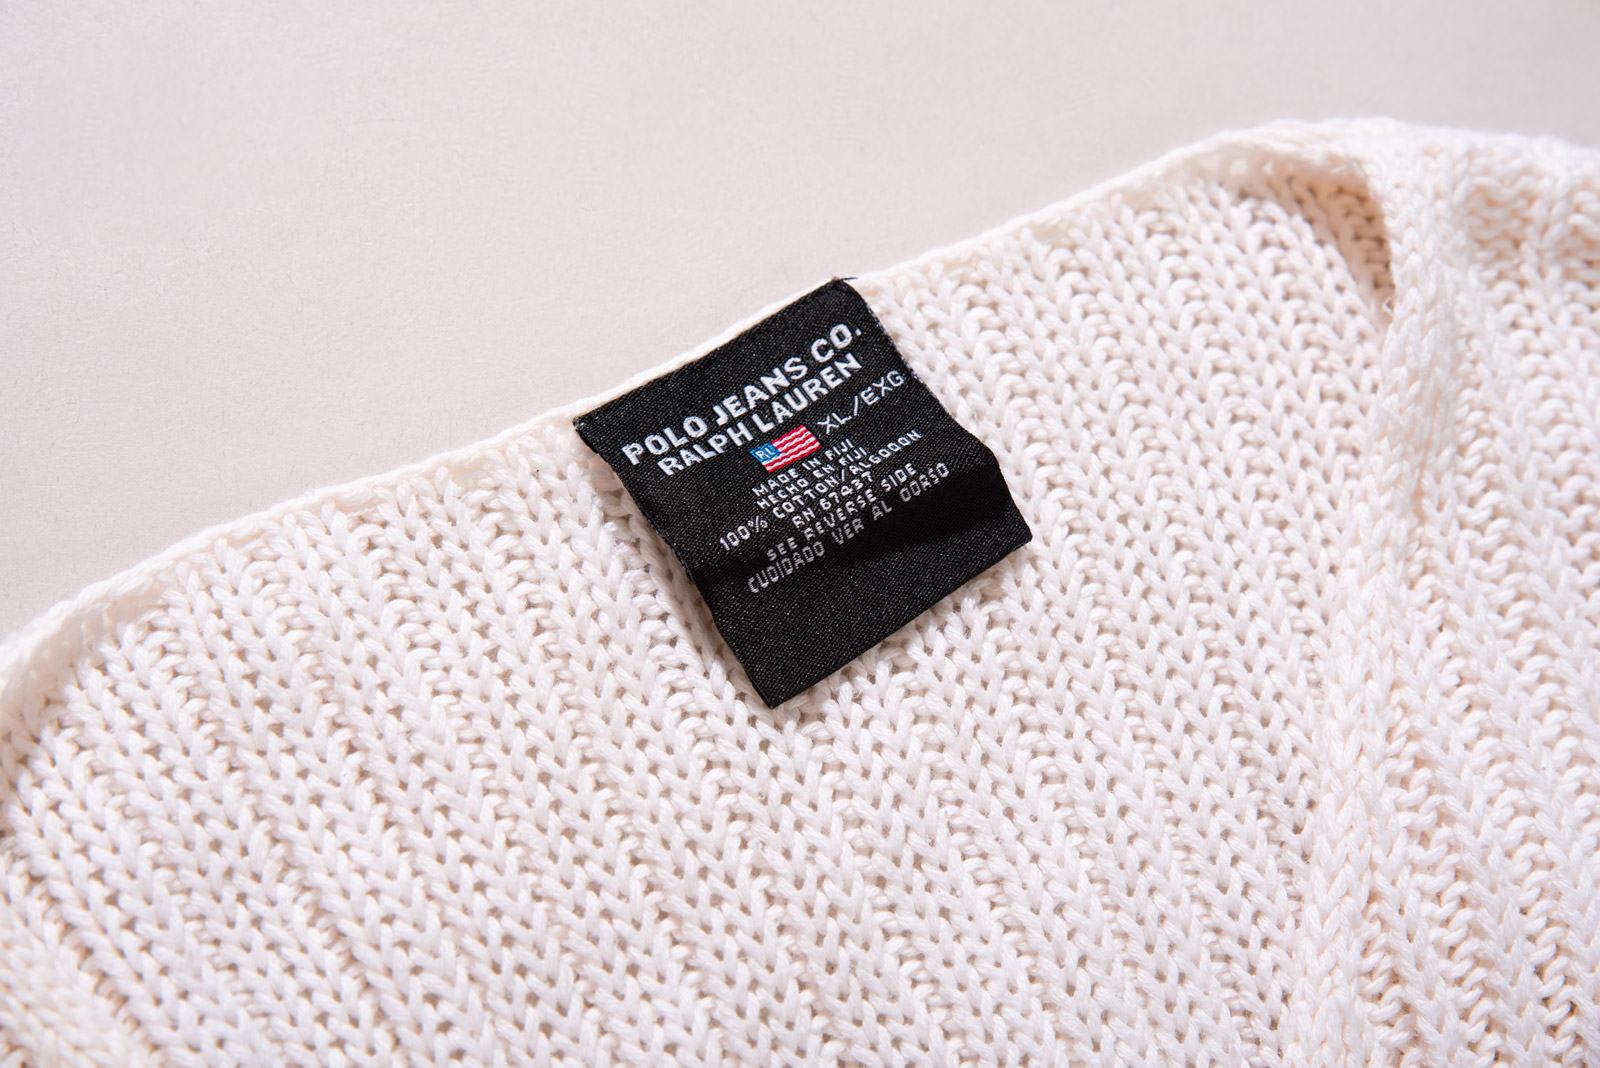 POLO JEANS CO.
RALPH LAUREN
RL XL/EXG
MADE IN FIJI
HECHO EN FIJI
100% COTTON/ALGODON
RN 67437
SEE REVERSE SIDE
CUIDADO VER AL DORSO